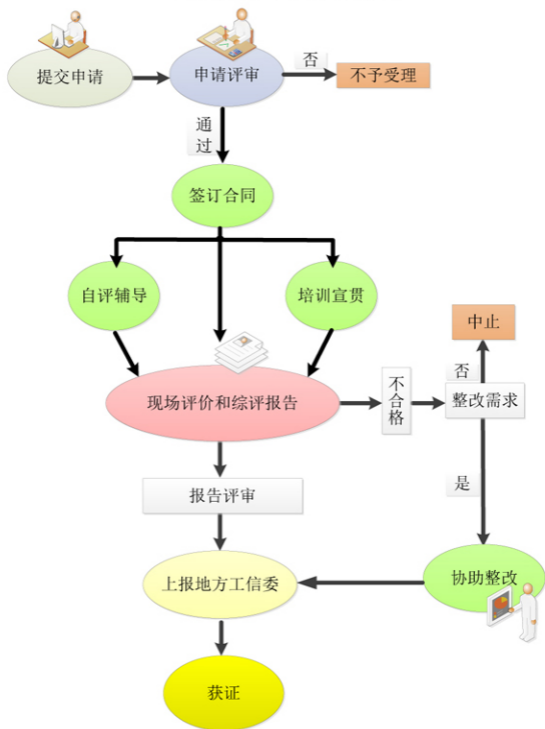 提交申请
申请评审
否
不予受理
通
过
签订合同
自评辅导
培训宣贯
中止
现场评价和综评报告
不
合
格
否
整改需求
报告评审
是
上报地方工信委
协助整改
获证